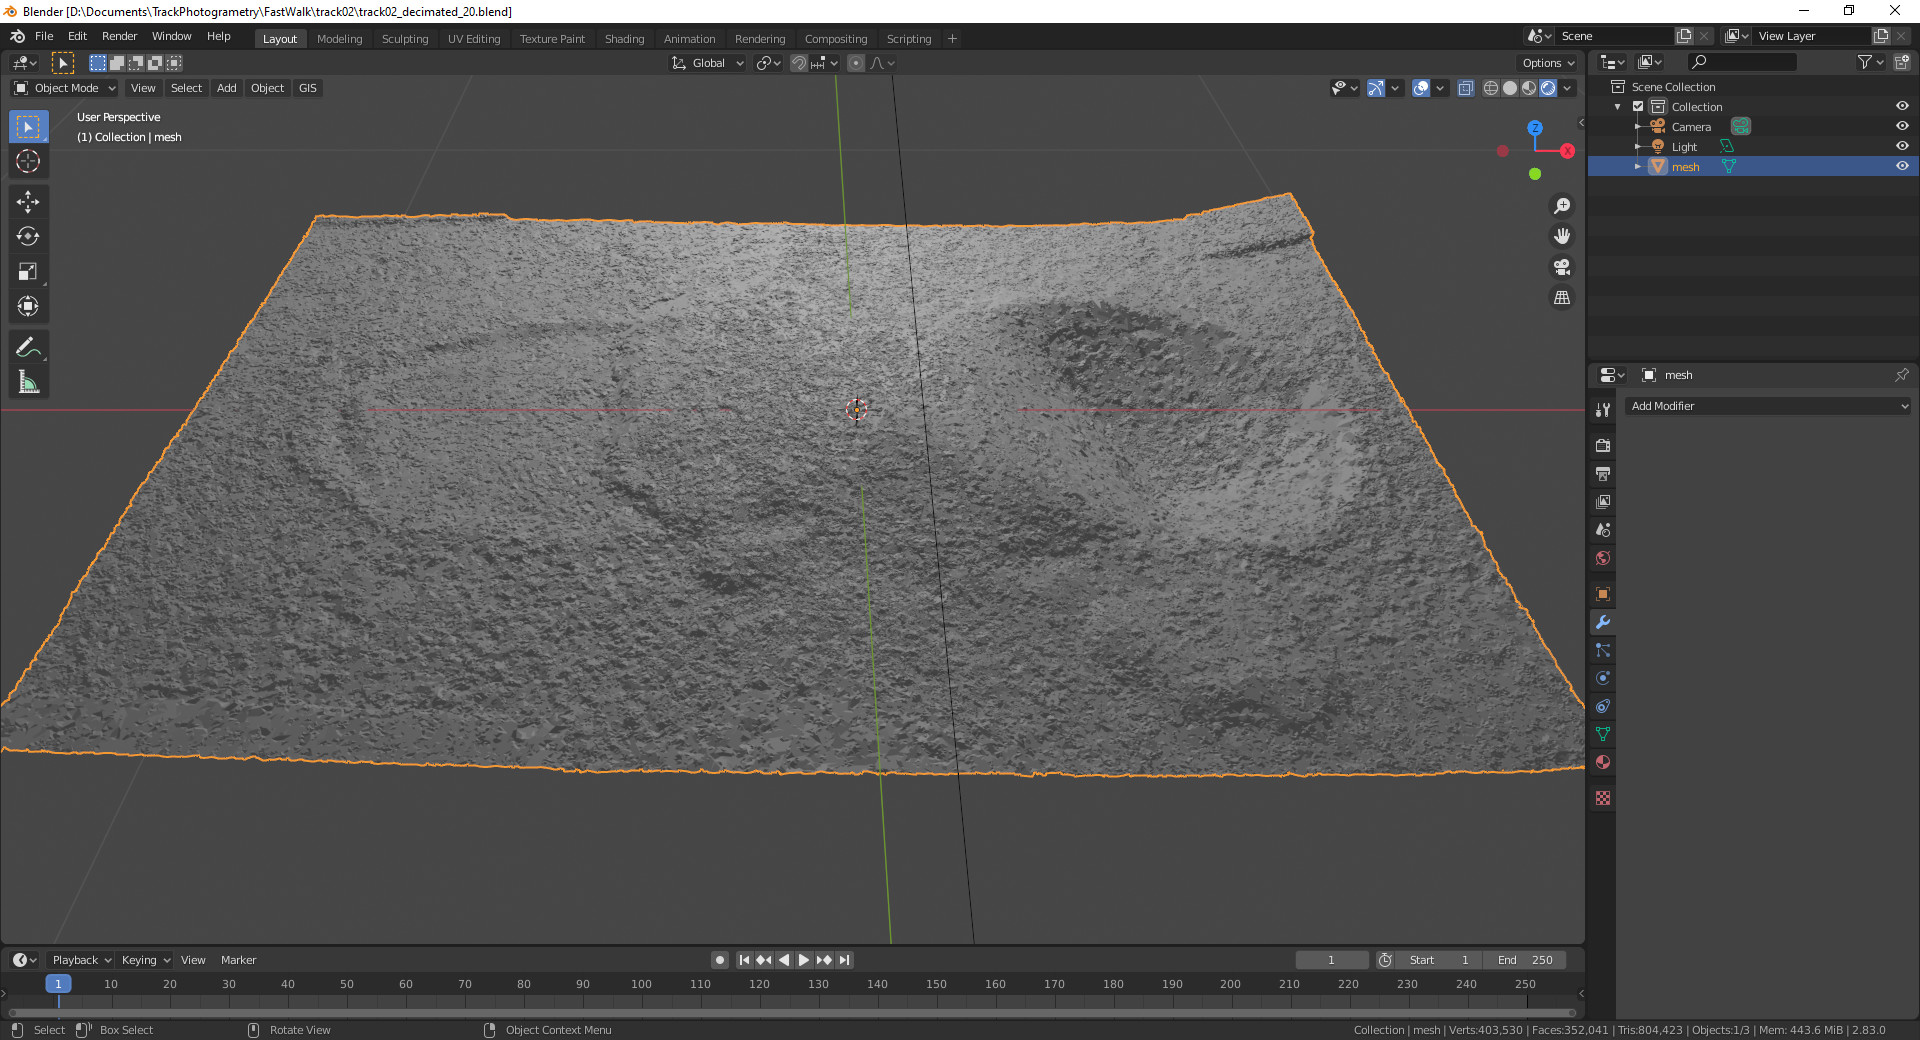 Blender [D:\Documents\TrackPhotogrametry\FastWalk\track02\track02_decimated_20.blend]
File Edit Render Window Help Layout Modeling Sculpting UV Editing Texture Paint Shading Animation Rendering Compositing Scripting + Scene View Layer
Global Options
Object Mode View Select Add Object GIS
User Perspective
(1) Collection | mesh
Z
X
Scene Collection
Collection
Camera
Light
mesh
mesh
Add Modifier
Playback Keying View Marker 1 Start 1 End 250
1 10 20 30 40 50 60 70 80 90 100 110 120 130 140 150 160 170 180 190 200 210 220 230 240 250
Select Box Select Rotate View Object Context Menu Collection | mesh | Verts:403,530 | Faces:352,041 | Tris:804,423 | Objects:1/3 | Mem: 443.6 MiB | 2.83.0